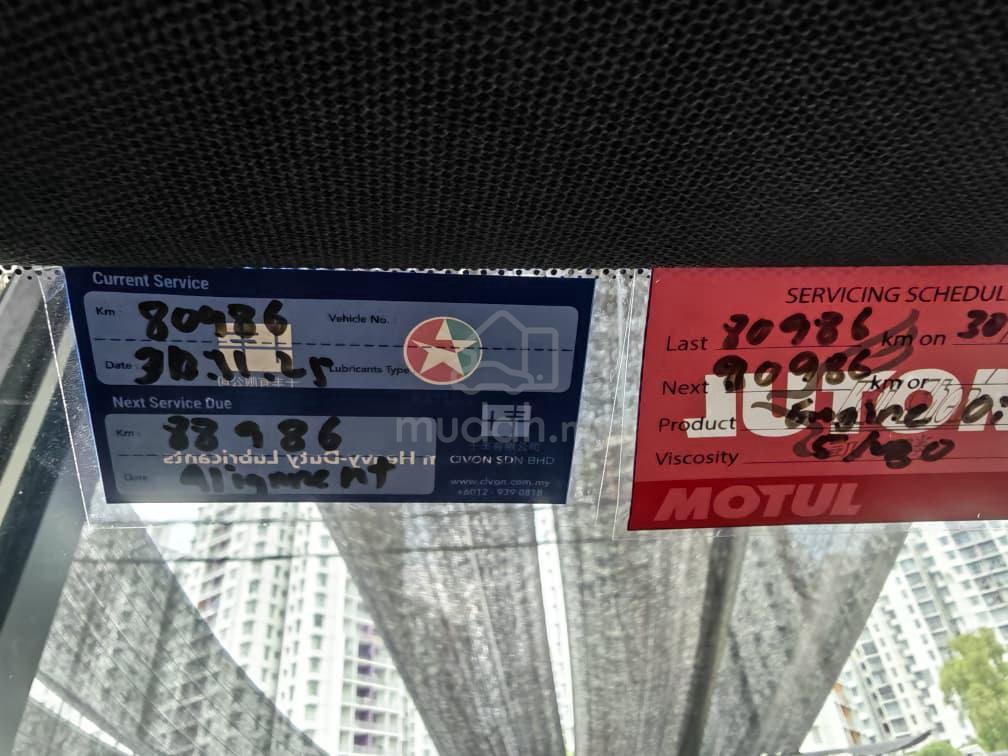 Current Service
Km : 80986
Vehicle No. :
Date : 30.11.25
Lubricants Type
Next Service Due
Km : 88986
Date : Alignment
m Heavy-Duty Lubricants
CIVON SDN BHD
www.civon.com.my
+6012 - 939 0818
mudah.m
SERVICING SCHEDUL
Last 80986 km on 30
Next 90986 km or
Product Engine
Viscosity 5/W30
MOTUL